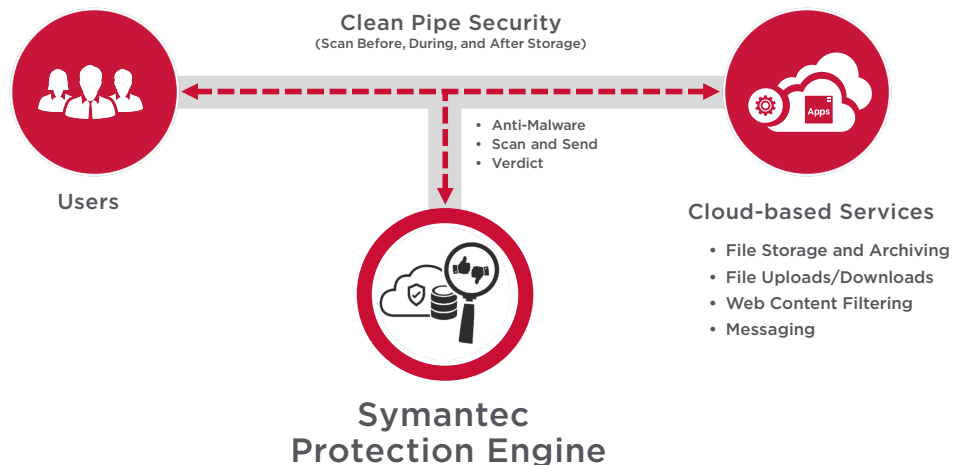 Clean Pipe Security
(Scan Before, During, and After Storage)
Apps
• Anti-Malware
• Scan and Send
• Verdict
Users
Cloud-based Services
• File Storage and Archiving
• File Uploads/Downloads
• Web Content Filtering
• Messaging
Symantec
Protection Engine